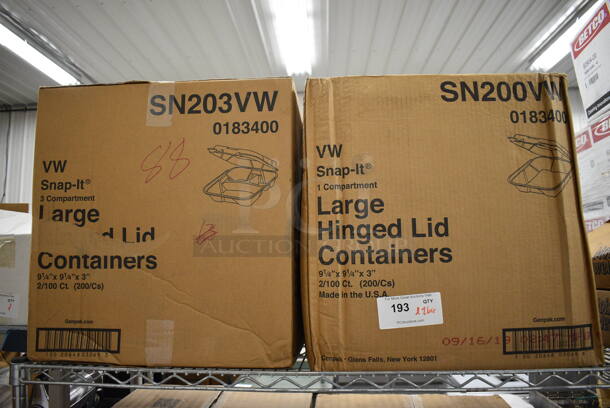 SN203VW
0183400
88
VW
Snap-It®
3 Compartment
Large
Lid
Containers
9¼"x 9¼"x 3"
2/100 Ct. (200/Cs)
Genpak.com
SN200VW
0183400
VW
Snap-It®
1 Compartment
Large
Hinged Lid
Containers
9¼"x 9¼"x 3"
2/100 Ct. (200/Cs)
Made in the U.S.A.
193
QTY
Genpak.com
Genpak - Glens Falls, New York 12801
09/16/19
BETCO
AUCTION